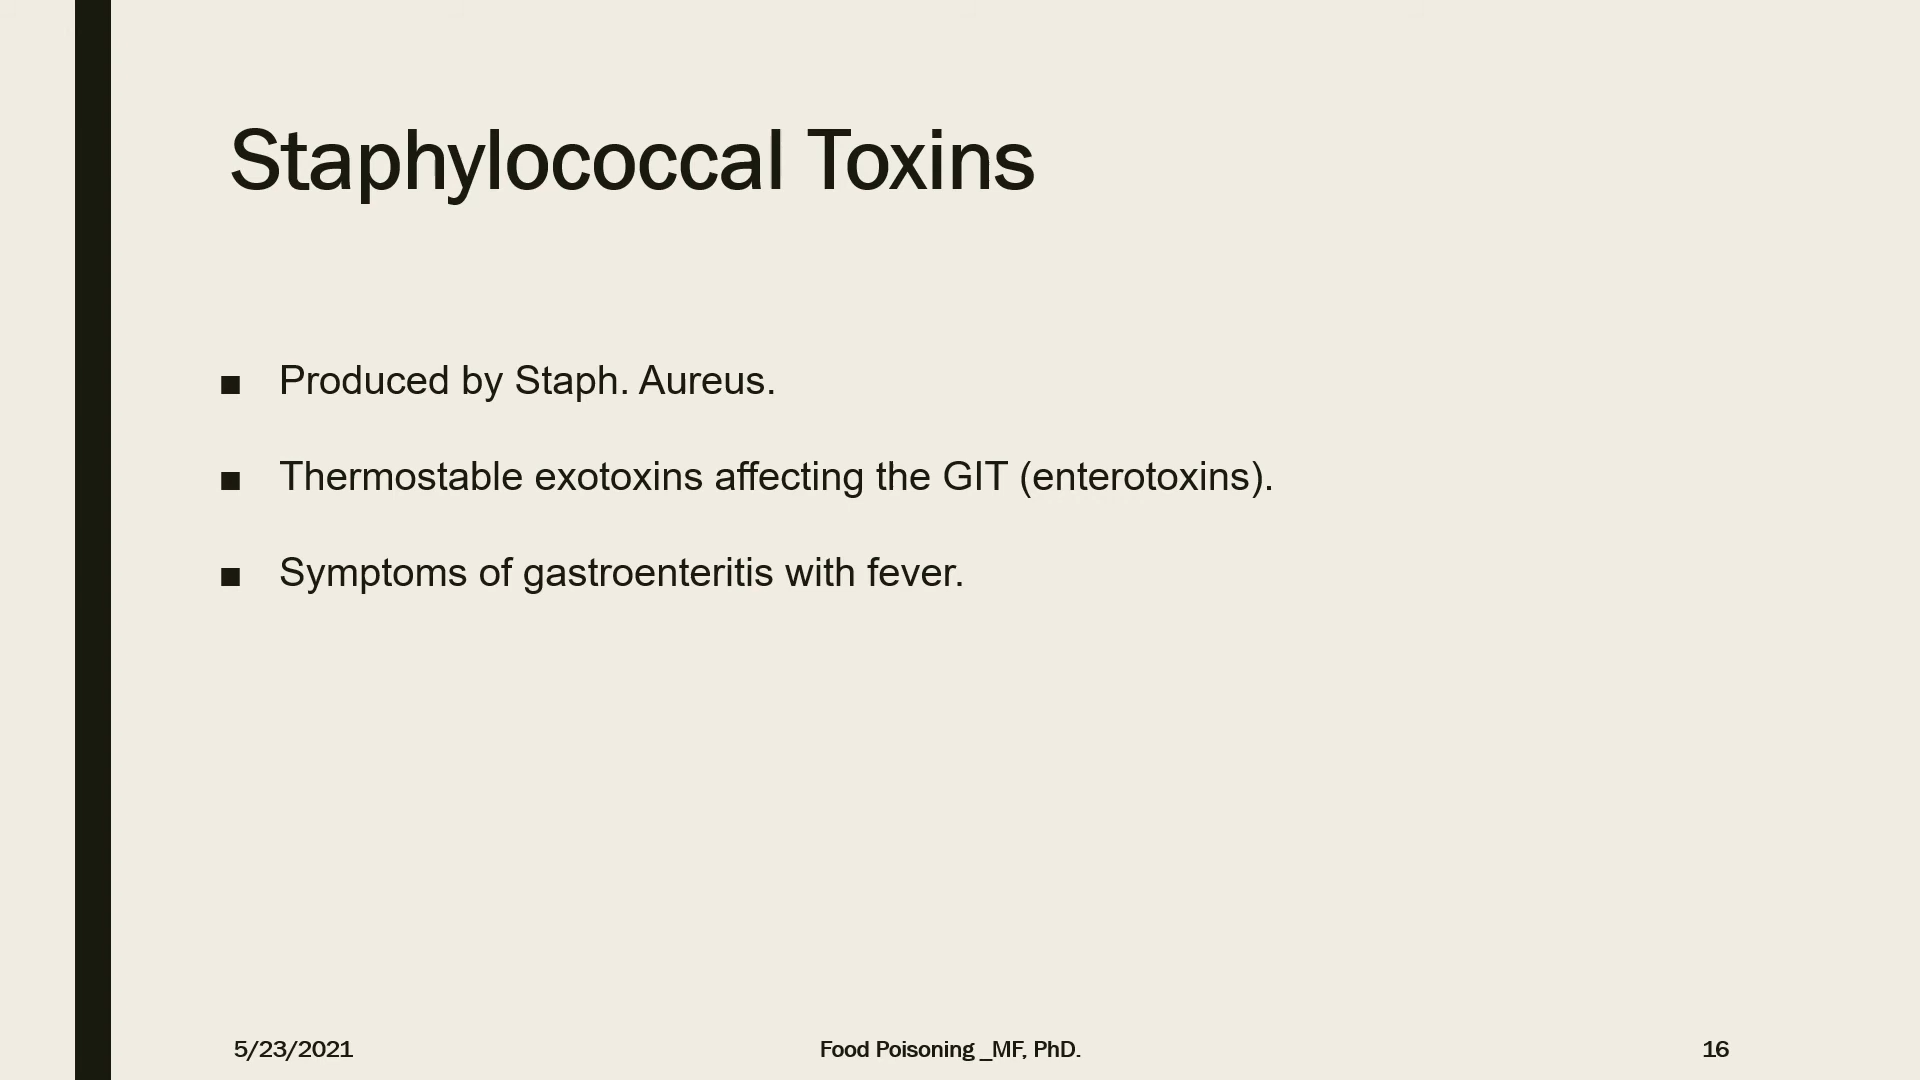 Staphylococcal Toxins
■ Produced by Staph. Aureus.
■ Thermostable exotoxins affecting the GIT (enterotoxins).
■ Symptoms of gastroenteritis with fever.
5/23/2021 Food Poisoning _MF, PhD. 16